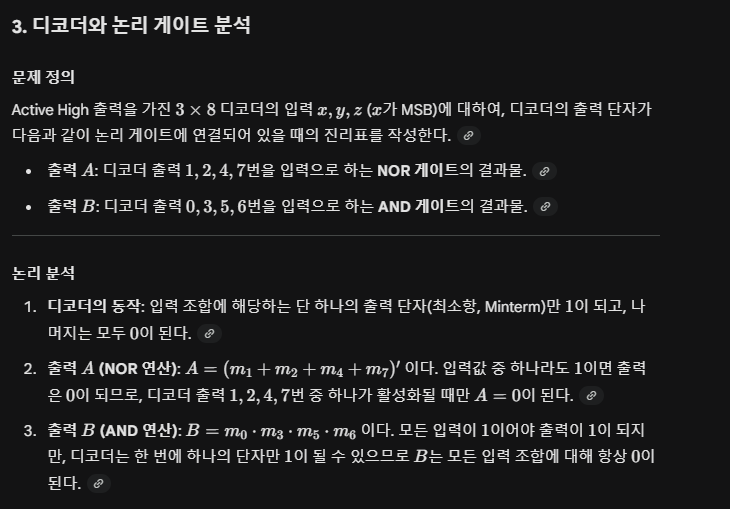 3. 디코더와 논리 게이트 분석
문제 정의
Active High 출력을 가진 3 × 8 디코더의 입력 x, y, z (x가 MSB)에 대하여, 디코더의 출력 단자가
다음과 같이 논리 게이트에 연결되어 있을 때의 진리표를 작성한다.
• 출력 A: 디코더 출력 1, 2, 4, 7번을 입력으로 하는 NOR 게이트의 결과물.
• 출력 B: 디코더 출력 0, 3, 5, 6번을 입력으로 하는 AND 게이트의 결과물.
논리 분석
1. 디코더의 동작: 입력 조합에 해당하는 단 하나의 출력 단자(최소항, Minterm)만 1이 되고, 나
머지는 모두 0이 된다.
2. 출력 A (NOR 연산): A = (m₁ + m₂ + m₄ + m₇)′ 이다. 입력값 중 하나라도 1이면 출력
은 0이 되므로, 디코더 출력 1, 2, 4, 7번 중 하나가 활성화될 때만 A = 0이 된다.
3. 출력 B (AND 연산): B = m₀ · m₃ · m₅ · m₆ 이다. 모든 입력이 1이어야 출력이 1이 되지
만, 디코더는 한 번에 하나의 단자만 1이 될 수 있으므로 B는 모든 입력 조합에 대해 항상 0이
된다.